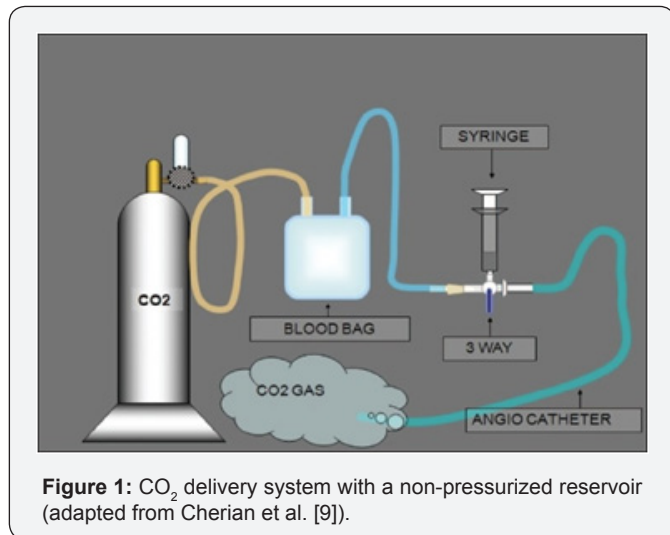 SYRINGE
CO2
BLOOD BAG
3 WAY
CO2 GAS
ANGIO CATHETER
Figure 1: CO₂ delivery system with a non-pressurized reservoir
(adapted from Cherian et al. [9]).